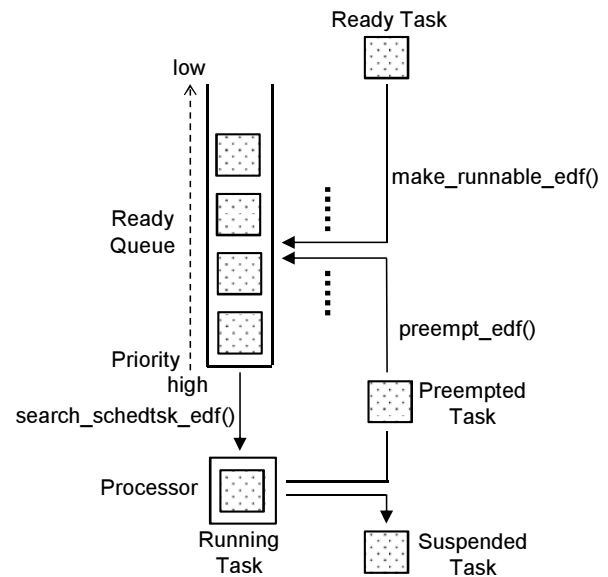 Ready Task
low
make_runnable_edf()
Ready
Queue
preempt_edf()
Priority
high
Preempted
Task
search_schedtsk_edf()
Processor
Running
Task
Suspended
Task